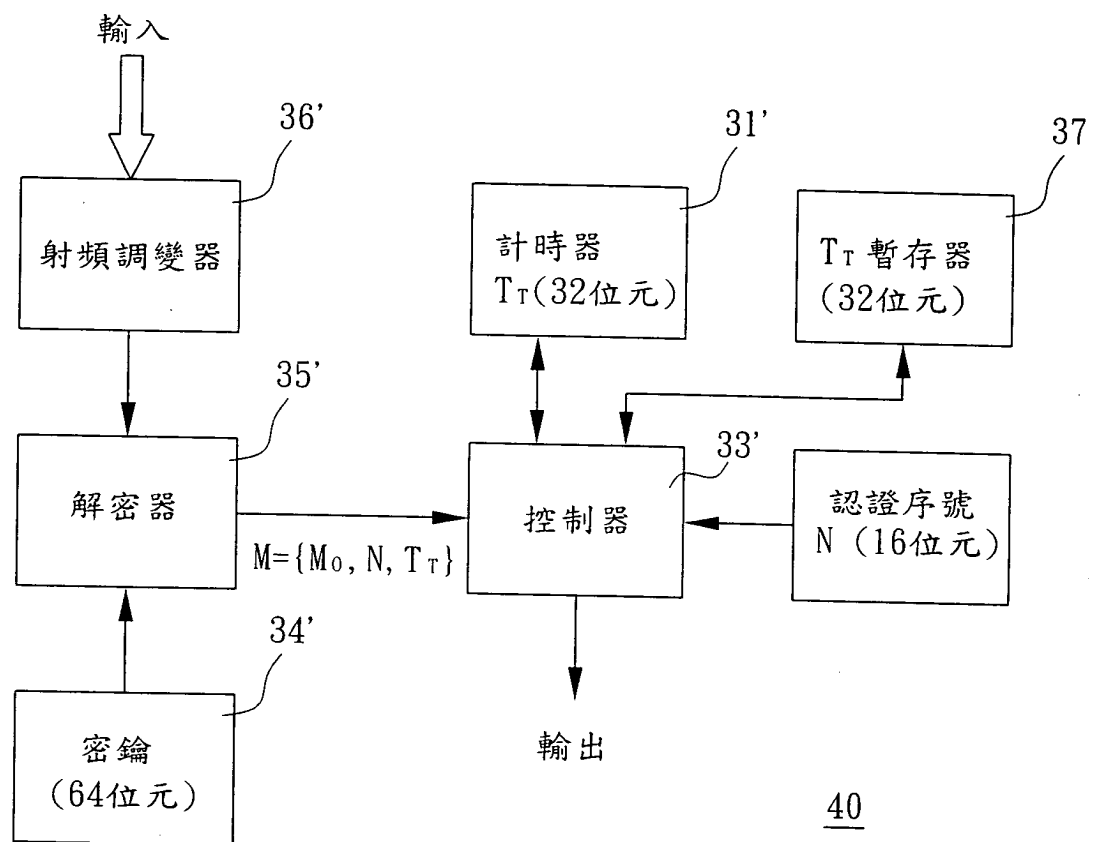 輸入
36’
31’
37
射頻調變器
計時器
TT(32位元)
TT 暫存器
(32位元)
35’
33’
解密器
控制器
認證序號
N (16位元)
M={M0, N, TT}
34’
密鑰
(64位元)
輸出
40